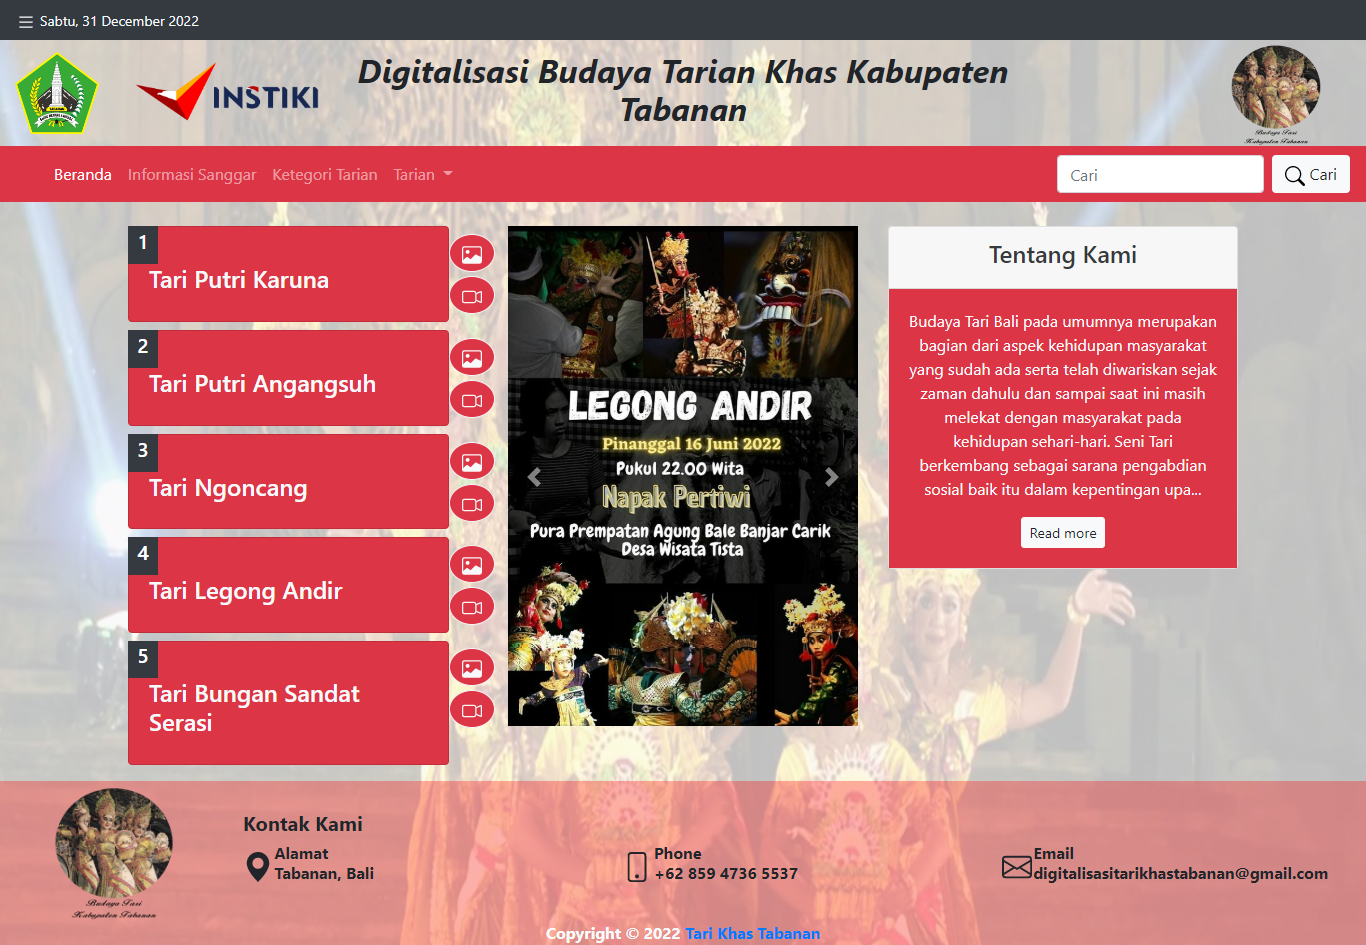 Sabtu, 31 December 2022
Digitalisasi Budaya Tarian Khas Kabupaten
Tabanan
INSTIKI
Budaya Tari
Kabupaten Tabanan
Beranda Informasi Sanggar Ketegori Tarian Tarian
Cari
Cari
1
Tari Putri Karuna
2
Tari Putri Angangsuh
3
Tari Ngoncang
4
Tari Legong Andir
5
Tari Bungan Sandat
Serasi
LEGONG ANDIR
Pinanggal 16 Juni 2022
Pukul 22.00 Wita
Napak Pertiwi
Pura Prempatan Agung Bale Banjar Carik
Desa Wisata Tista
Tentang Kami
Budaya Tari Bali pada umumnya merupakan
bagian dari aspek kehidupan masyarakat
yang sudah ada serta telah diwariskan sejak
zaman dahulu dan sampai saat ini masih
melekat dengan masyarakat pada
kehidupan sehari-hari. Seni Tari
berkembang sebagai sarana pengabdian
sosial baik itu dalam kepentingan upa...
Read more
Budaya Tari
Kabupaten Tabanan
Kontak Kami
Alamat
Tabanan, Bali
Phone
+62 859 4736 5537
Email
digitalisasitarikhastabanan@gmail.com
Copyright © 2022 Tari Khas Tabanan